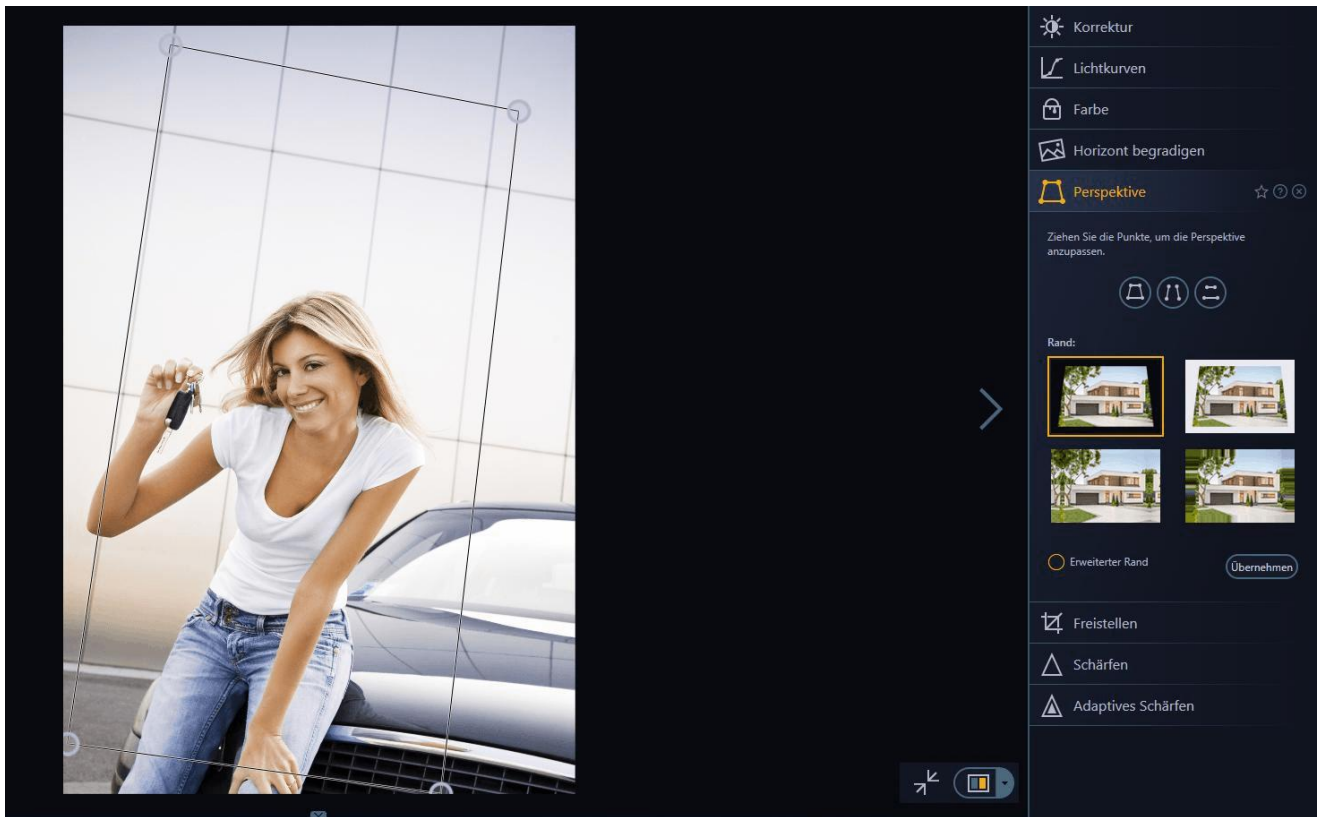 Korrektur
Lichtkurven
Farbe
Horizont begradigen
Perspektive
Ziehen Sie die Punkte, um die Perspektive
anzupassen.
Rand:
Erweiterter Rand
Übernehmen
Freistellen
Schärfen
Adaptives Schärfen